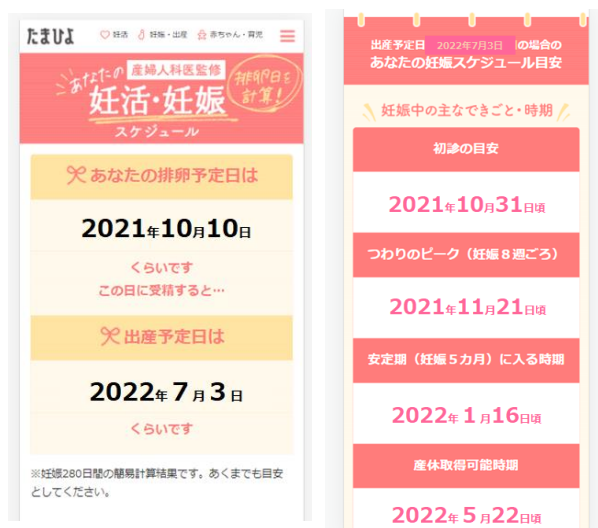 たまひよ
妊活
妊娠・出産
赤ちゃん・育児
あなたの
産婦人科医監修
排卵日を
計算!
妊活・妊娠
スケジュール
あなたの排卵予定日は
2021年10月10日
くらいです
この日に受精すると…
出産予定日は
2022年7月3日
くらいです
※妊娠280日間の簡易計算結果です。あくまでも目安
としてください。
出産予定日 2022年7月3日 の場合の
あなたの妊娠スケジュール目安
妊娠中の主なできごと・時期
初診の目安
2021年10月31日頃
つわりのピーク(妊娠8週ごろ)
2021年11月21日頃
安定期(妊娠5カ月)に入る時期
2022年1月16日頃
産休取得可能時期
2022年5月22日頃